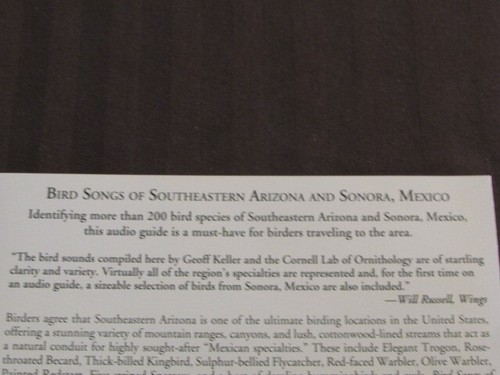 BIRD SONGS OF SOUTHEASTERN ARIZONA AND SONORA, MEXICO
Identifying more than 200 bird species of Southeastern Arizona and Sonora, Mexico,
this audio guide is a must-have for birders traveling to the area.
"The bird sounds compiled here by Geoff Keller and the Cornell Lab of Ornithology are of startling
clarity and variety. Virtually all of the region's specialties are represented and, for the first time on
an audio guide, a sizeable selection of birds from Sonora, Mexico are also included."
—Will Russell, Wings
Birders agree that Southeastern Arizona is one of the ultimate birding locations in the United States,
offering a stunning variety of mountain ranges, canyons, and lush, cottonwood-lined streams that act as
a natural conduit for highly sought-after "Mexican specialties." These include Elegant Trogon, Rose-
throated Becard, Thick-billed Kingbird, Sulphur-bellied Flycatcher, Red-faced Warbler, Olive Warbler,